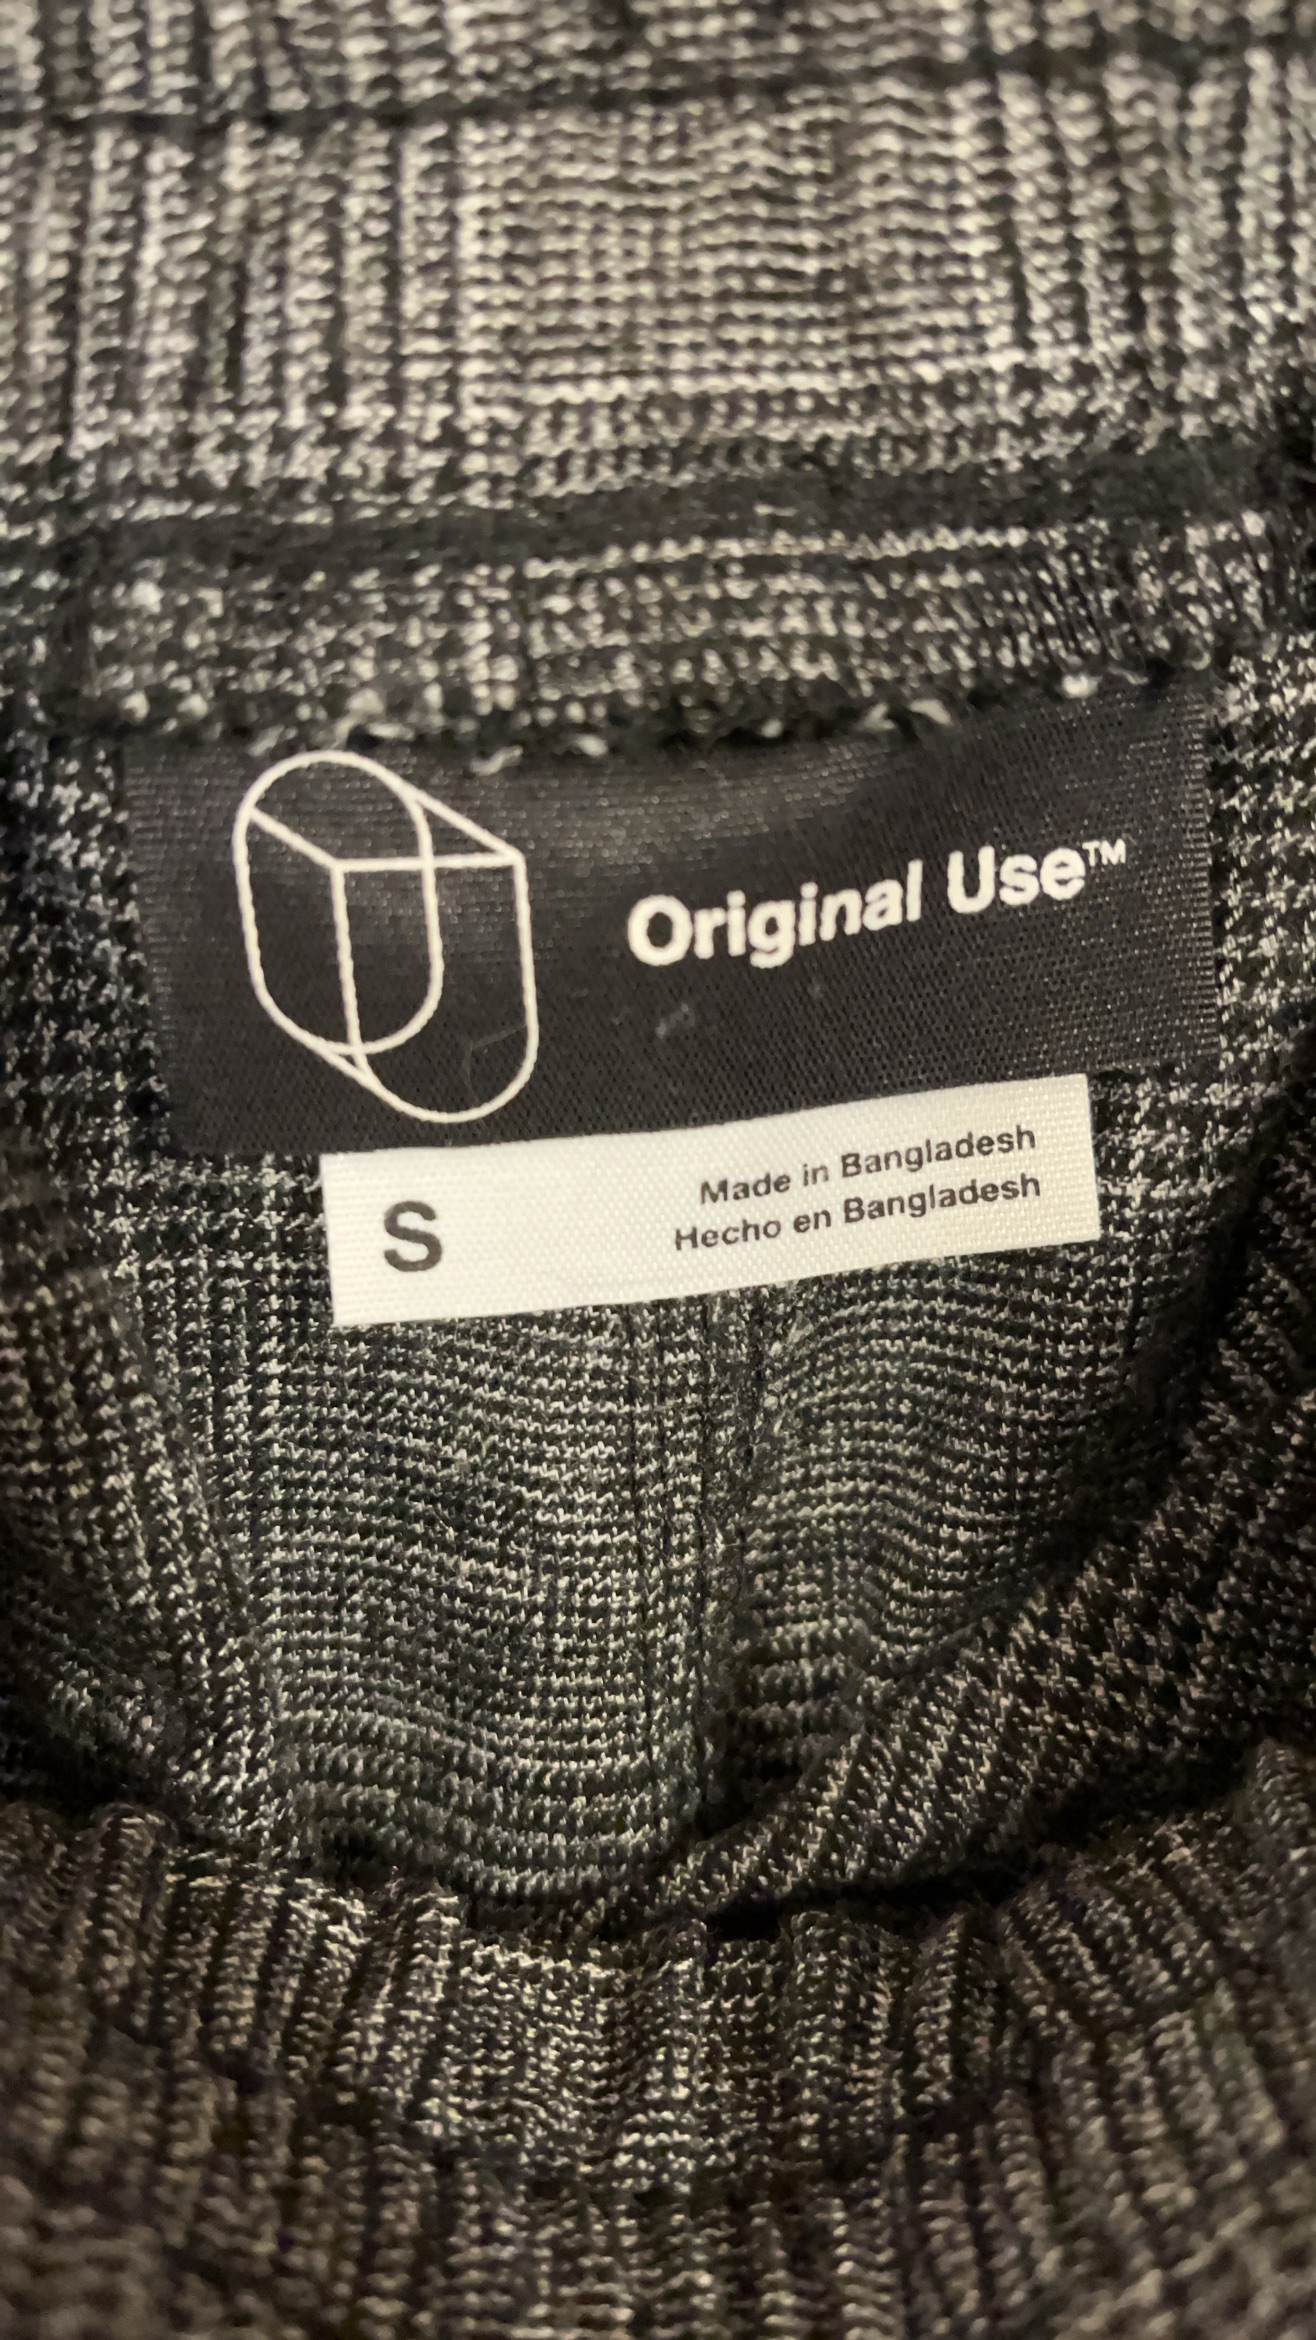 Original Use™
S
Made in Bangladesh
Hecho en Bangladesh